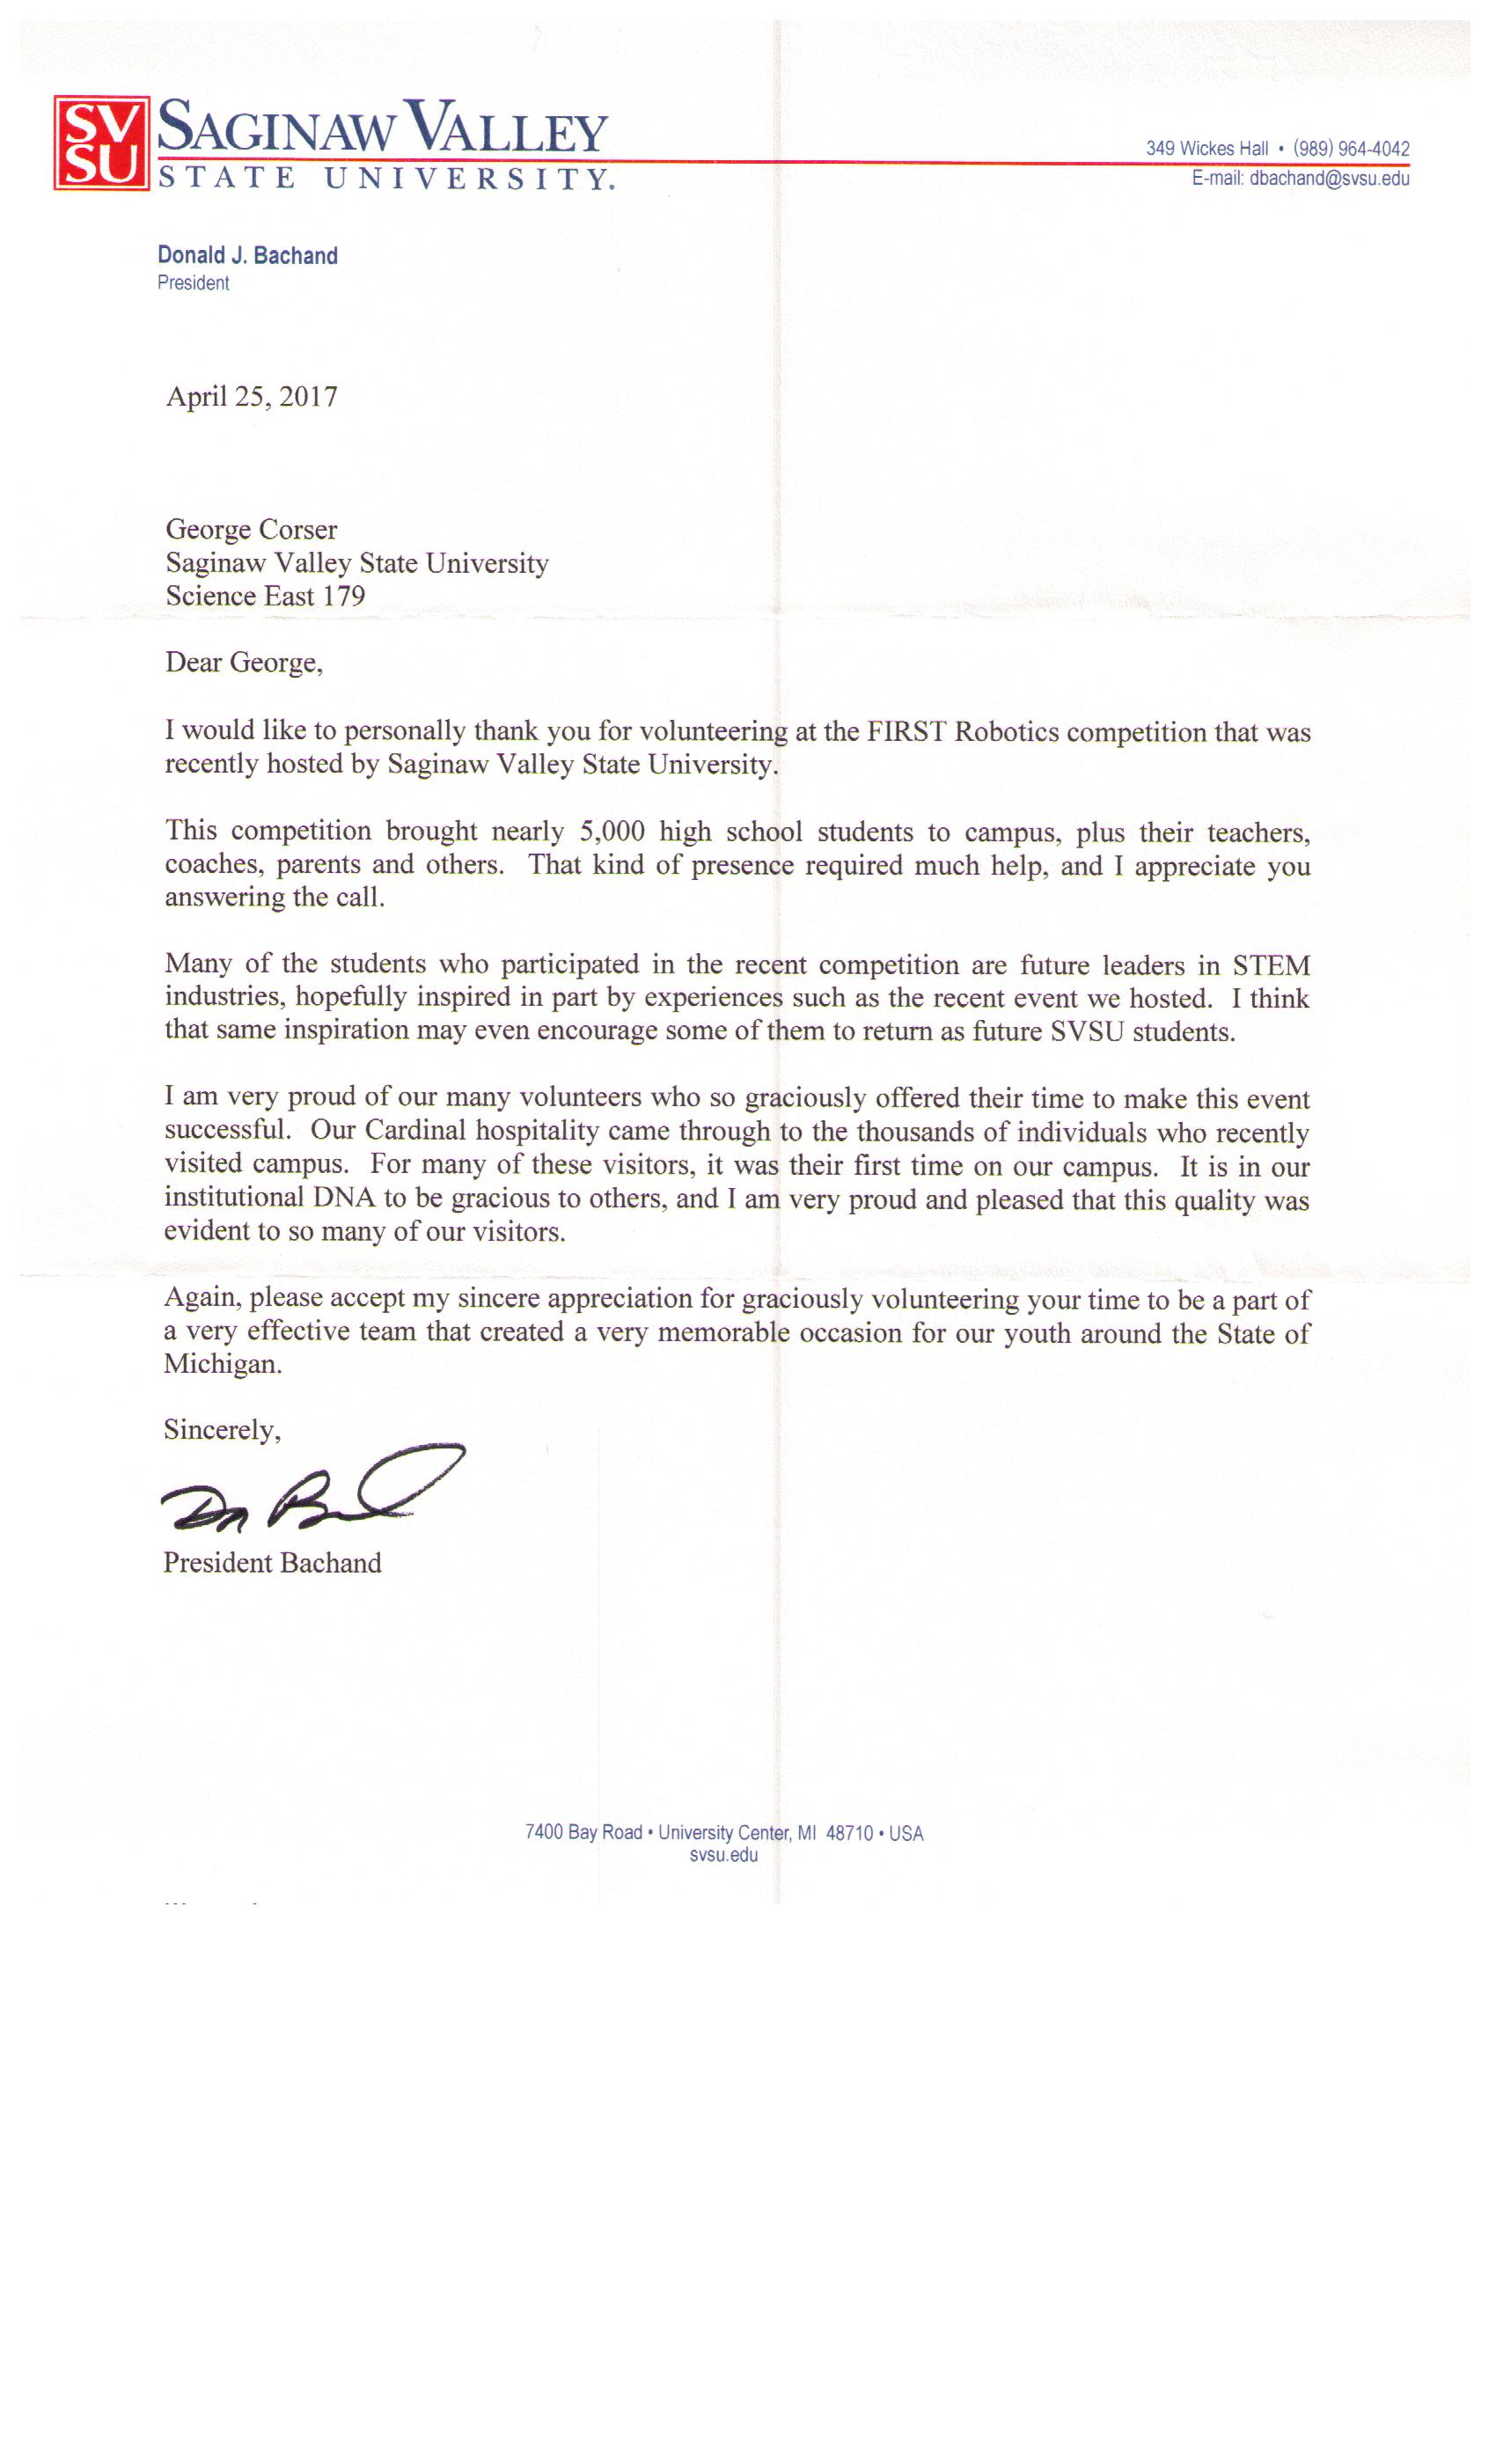 SV
SU
SAGINAW VALLEY
STATE UNIVERSITY.
349 Wickes Hall • (989) 964-4042
E-mail: dbachand@svsu.edu
Donald J. Bachand
President
April 25, 2017
George Corser
Saginaw Valley State University
Science East 179
Dear George,
I would like to personally thank you for volunteering at the FIRST Robotics competition that was
recently hosted by Saginaw Valley State University.
This competition brought nearly 5,000 high school students to campus, plus their teachers,
coaches, parents and others. That kind of presence required much help, and I appreciate you
answering the call.
Many of the students who participated in the recent competition are future leaders in STEM
industries, hopefully inspired in part by experiences such as the recent event we hosted. I think
that same inspiration may even encourage some of them to return as future SVSU students.
I am very proud of our many volunteers who so graciously offered their time to make this event
successful. Our Cardinal hospitality came through to the thousands of individuals who recently
visited campus. For many of these visitors, it was their first time on our campus. It is in our
institutional DNA to be gracious to others, and I am very proud and pleased that this quality was
evident to so many of our visitors.
Again, please accept my sincere appreciation for graciously volunteering your time to be a part of
a very effective team that created a very memorable occasion for our youth around the State of
Michigan.
Sincerely,
President Bachand
7400 Bay Road • University Center, MI 48710 • USA
svsu.edu